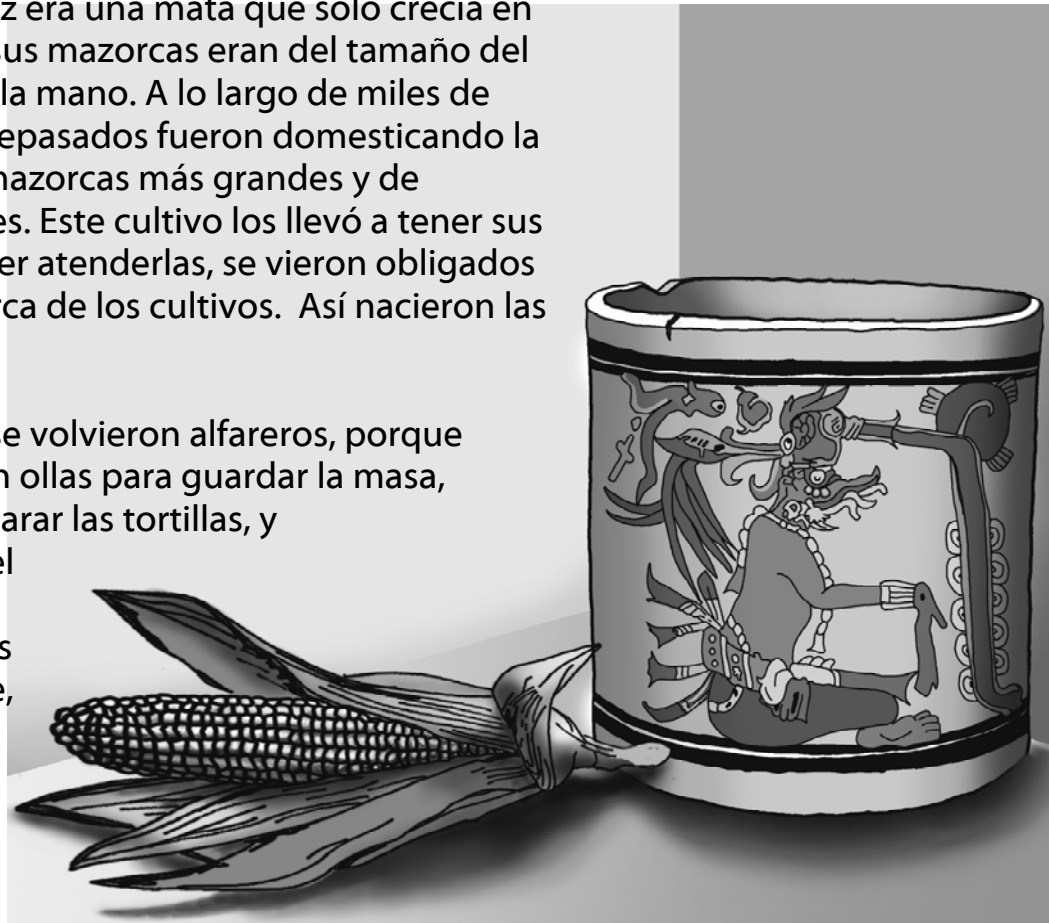 z era una mata que solo crecía en
sus mazorcas eran del tamaño del
la mano. A lo largo de miles de
epasados fueron domesticando la
mazorcas más grandes y de
es. Este cultivo los llevó a tener sus
er atenderlas, se vieron obligados
rca de los cultivos.  Así nacieron las
se volvieron alfareros, porque
n ollas para guardar la masa,
arar las tortillas, y
el
s
e,